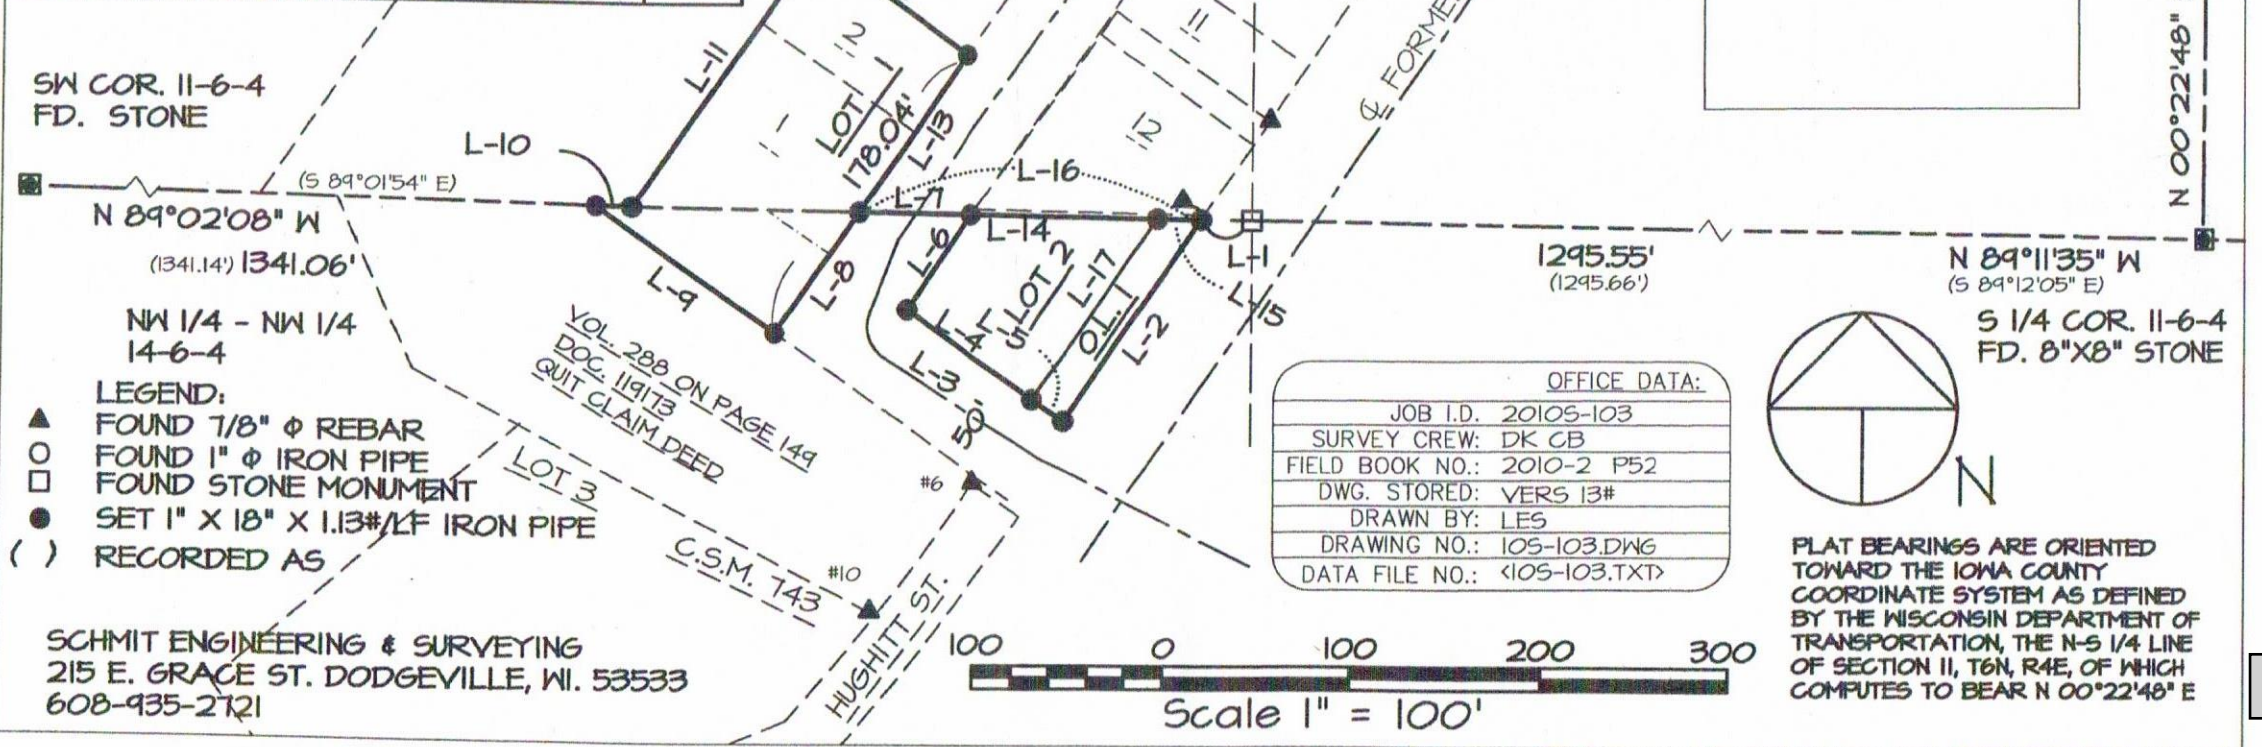 SW COR. 11-6-4
FD. STONE
L-10
(S 89°01'54" E)
N 89°02'08" W
(1341.14') 1341.06'
NW 1/4 - NW 1/4
14-6-4
LEGEND:
FOUND 7/8" Φ REBAR
FOUND 1" Φ IRON PIPE
FOUND STONE MONUMENT
SET 1" X 18" X 1.13#/LF IRON PIPE
( ) RECORDED AS
SCHMIT ENGINEERING & SURVEYING
215 E. GRACE ST. DODGEVILLE, WI. 53533
608-935-2721
L-11
2
1
LOT 1
178.04'
L-13
11
12
L-16
L-7
L-6
L-14
L-8
L-9
LOT 2
L-17
L-5
L-4
L-3
50'
O.L. 1
L-2
L-1
L-15
VOL. 288 ON PAGE 149
DOC. 119173
QUIT CLAIM DEED
LOT 3
C.S.M. 743
#6
#10
HUGHITT ST.
1295.55'
(1295.66')
N 00°22'48"
N 89°11'35" W
(S 89°12'05" E)
S 1/4 COR. 11-6-4
FD. 8"X8" STONE
OFFICE DATA:
JOB I.D. 2010S-103
SURVEY CREW: DK CB
FIELD BOOK NO.: 2010-2 P52
DWG. STORED: VERS 13#
DRAWN BY: LES
DRAWING NO.: 10S-103.DWG
DATA FILE NO.: <10S-103.TXT>
N
100 0 100 200 300
Scale 1" = 100'
PLAT BEARINGS ARE ORIENTED
TOWARD THE IOWA COUNTY
COORDINATE SYSTEM AS DEFINED
BY THE WISCONSIN DEPARTMENT OF
TRANSPORTATION, THE N-S 1/4 LINE
OF SECTION 11, T6N, R4E, OF WHICH
COMPUTES TO BEAR N 00°22'48" E